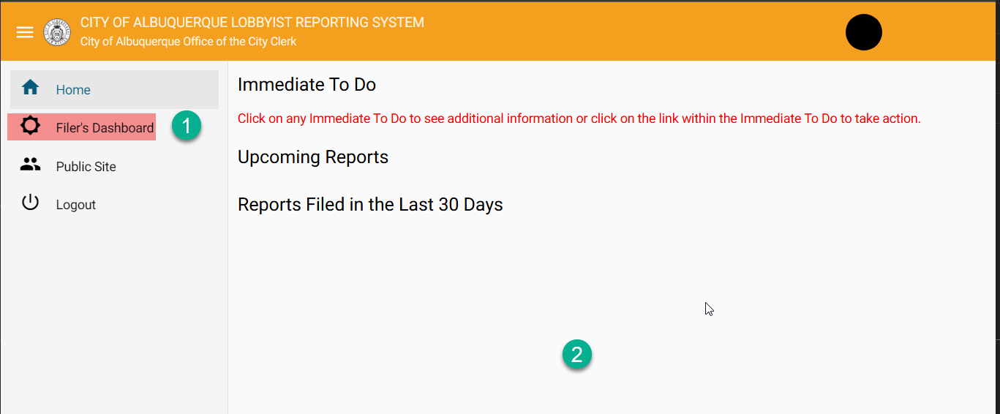 CITY OF ALBUQUERQUE LOBBYIST REPORTING SYSTEM
City of Albuquerque Office of the City Clerk
Home
Filer's Dashboard
1
Public Site
Logout
Immediate To Do
Click on any Immediate To Do to see additional information or click on the link within the Immediate To Do to take action.
Upcoming Reports
Reports Filed in the Last 30 Days
2